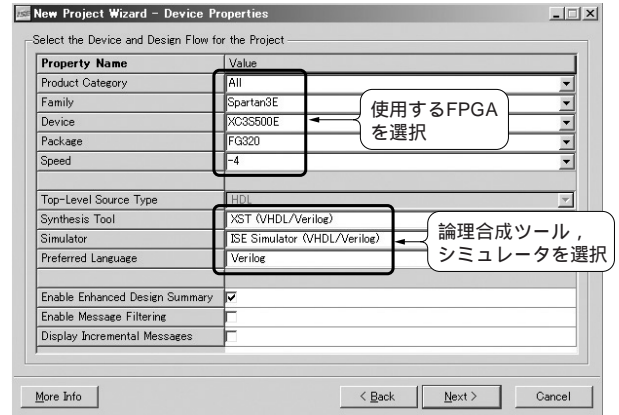 New Project Wizard - Device Properties
Select the Device and Design Flow for the Project
Property Name Value
Product Category All
Family Spartan3E
Device XC3S500E
Package FG320
Speed -4
使用するFPGA
を選択
Top-Level Source Type HDL
Synthesis Tool XST (VHDL/Verilog)
Simulator ISE Simulator (VHDL/Verilog)
Preferred Language Verilog
論理合成ツール，
シミュレータを選択
Enable Enhanced Design Summary
Enable Message Filtering
Display Incremental Messages
More Info < Back Next > Cancel